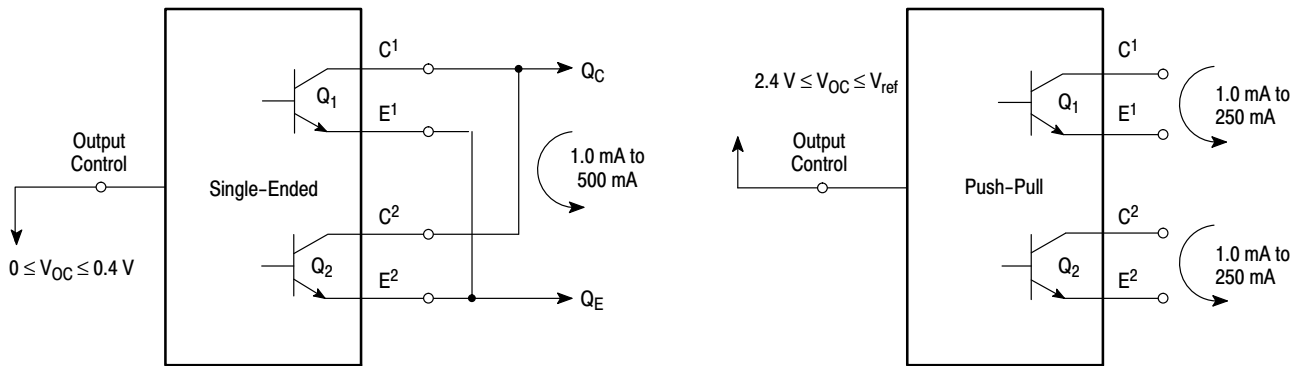 C¹
Q₁
E¹
Q_C
Output
Control
Single-Ended
1.0 mA to
500 mA
C²
0 ≤ V_OC ≤ 0.4 V
Q₂
E²
Q_E
C¹
2.4 V ≤ V_OC ≤ V_ref
Q₁
1.0 mA to
250 mA
E¹
Output
Control
Push-Pull
C²
Q₂
1.0 mA to
250 mA
E²